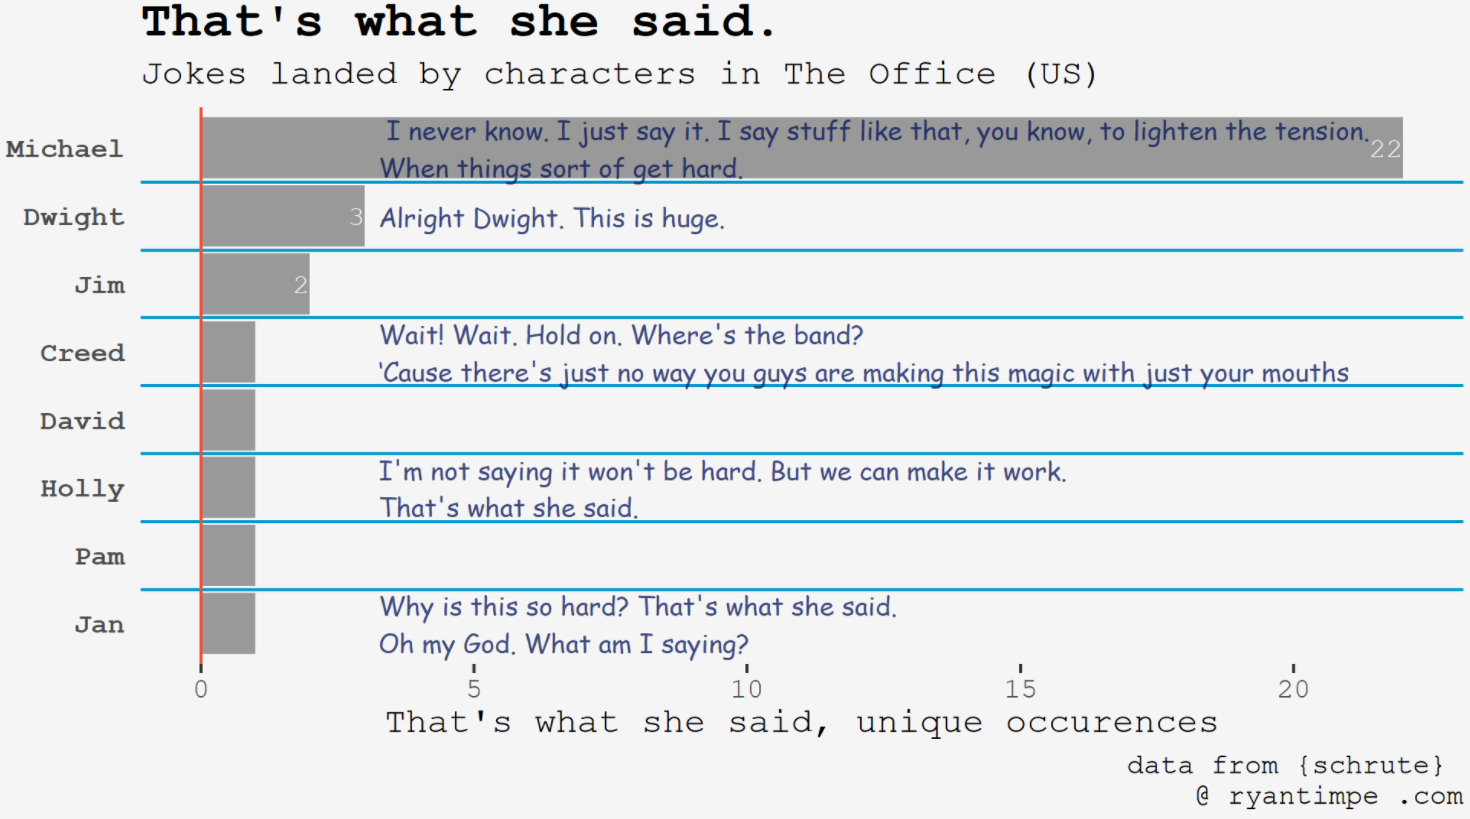 That's what she said.
Jokes landed by characters in The Office (US)
Michael
I never know. I just say it. I say stuff like that, you know, to lighten the tension.
When things sort of get hard.
22
Dwight
3
Alright Dwight. This is huge.
Jim
2
Creed
Wait! Wait. Hold on. Where's the band?
'Cause there's just no way you guys are making this magic with just your mouths
David
Holly
I'm not saying it won't be hard. But we can make it work.
That's what she said.
Pam
Jan
Why is this so hard? That's what she said.
Oh my God. What am I saying?
0 5 10 15 20
That's what she said, unique occurences
data from {schrute}
@ ryantimpe .com